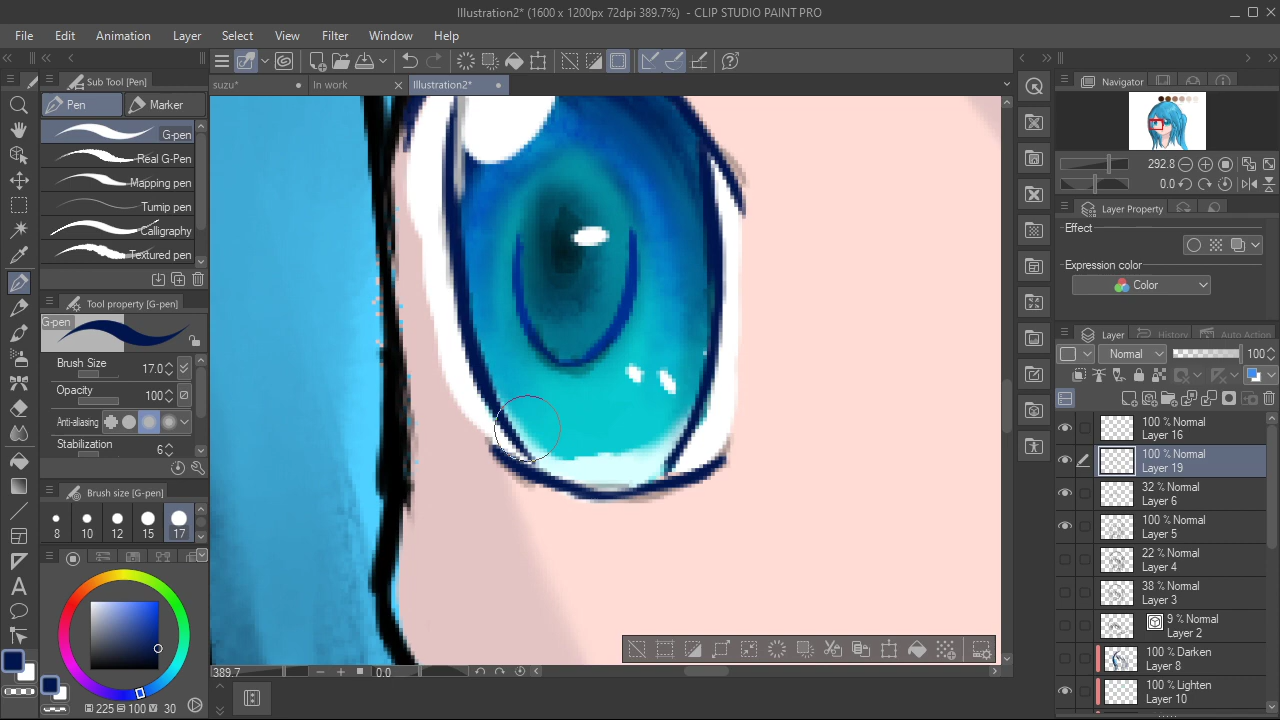 Illustration2* (1600 x 1200px 72dpi 389.7%) - CLIP STUDIO PAINT PRO
File Edit Animation Layer Select View Filter Window Help
Sub Tool [Pen]
Pen
Marker
G-pen
Real G-Pen
Mapping pen
Turnip pen
Calligraphy
Textured pen
Tool property [G-pen]
G-pen
Brush Size 17.0
Opacity 100
Anti-aliasing
Stabilization 6
Brush size [G-pen]
8 10 12 15 17
H 225 S 100 V 30
suzu* In work Illustration2*
389.7 0.0
Navigator
292.8
0.0
Layer Property
Effect
Expression color
Color
Layer History Auto Action
Normal 100
100 % Normal
Layer 16
100 % Normal
Layer 19
32 % Normal
Layer 6
100 % Normal
Layer 5
22 % Normal
Layer 4
38 % Normal
Layer 3
9 % Normal
Layer 2
100 % Darken
Layer 8
100 % Lighten
Layer 10